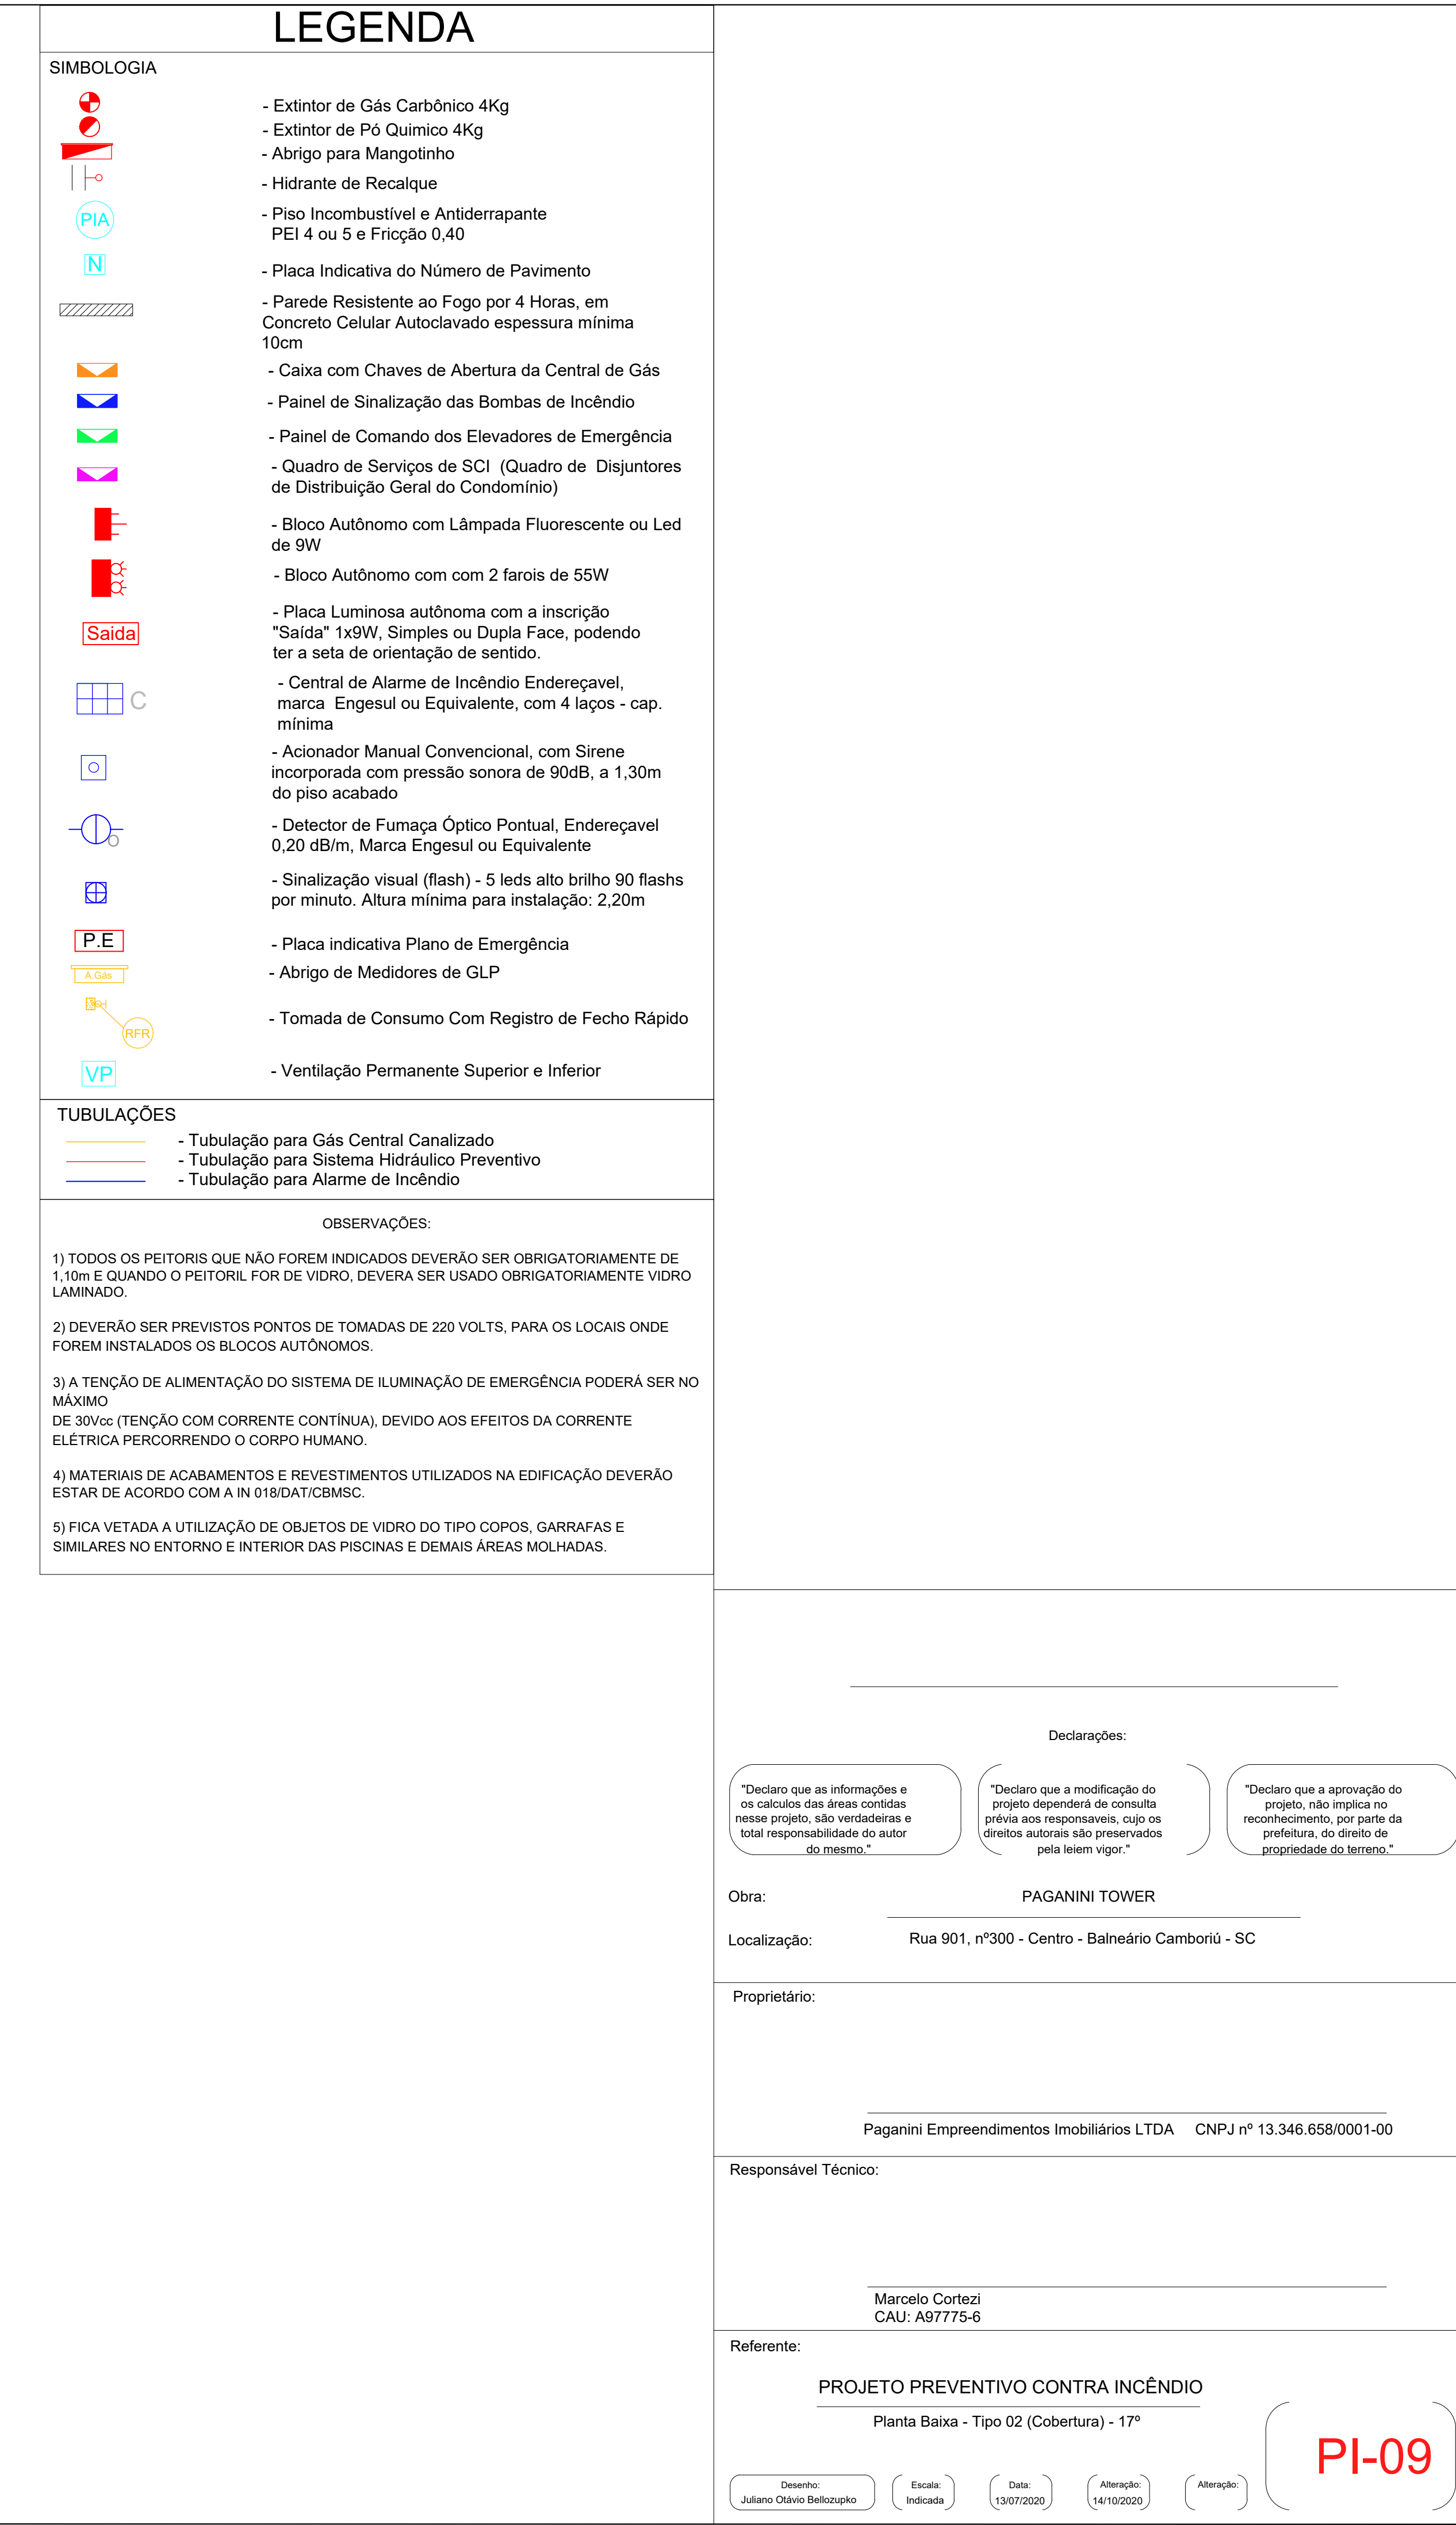 LEGENDA
SIMBOLOGIA
- Extintor de Gás Carbônico 4Kg
- Extintor de Pó Quimico 4Kg
- Abrigo para Mangotinho
- Hidrante de Recalque
PIA
- Piso Incombustível e Antiderrapante
PEI 4 ou 5 e Fricção 0,40
N
- Placa Indicativa do Número de Pavimento
- Parede Resistente ao Fogo por 4 Horas, em
Concreto Celular Autoclavado espessura mínima
10cm
- Caixa com Chaves de Abertura da Central de Gás
- Painel de Sinalização das Bombas de Incêndio
- Painel de Comando dos Elevadores de Emergência
- Quadro de Serviços de SCI (Quadro de Disjuntores
de Distribuição Geral do Condomínio)
- Bloco Autônomo com Lâmpada Fluorescente ou Led
de 9W
- Bloco Autônomo com com 2 farois de 55W
Saida
- Placa Luminosa autônoma com a inscrição
"Saída" 1x9W, Simples ou Dupla Face, podendo
ter a seta de orientação de sentido.
C
- Central de Alarme de Incêndio Endereçavel,
marca Engesul ou Equivalente, com 4 laços - cap.
mínima
- Acionador Manual Convencional, com Sirene
incorporada com pressão sonora de 90dB, a 1,30m
do piso acabado
O
- Detector de Fumaça Óptico Pontual, Endereçavel
0,20 dB/m, Marca Engesul ou Equivalente
- Sinalização visual (flash) - 5 leds alto brilho 90 flashs
por minuto. Altura mínima para instalação: 2,20m
P.E
- Placa indicativa Plano de Emergência
A.Gás
- Abrigo de Medidores de GLP
RFR
- Tomada de Consumo Com Registro de Fecho Rápido
VP
- Ventilação Permanente Superior e Inferior
TUBULAÇÕES
- Tubulação para Gás Central Canalizado
- Tubulação para Sistema Hidráulico Preventivo
- Tubulação para Alarme de Incêndio
OBSERVAÇÕES:
1) TODOS OS PEITORIS QUE NÃO FOREM INDICADOS DEVERÃO SER OBRIGATORIAMENTE DE
1,10m E QUANDO O PEITORIL FOR DE VIDRO, DEVERA SER USADO OBRIGATORIAMENTE VIDRO
LAMINADO.
2) DEVERÃO SER PREVISTOS PONTOS DE TOMADAS DE 220 VOLTS, PARA OS LOCAIS ONDE
FOREM INSTALADOS OS BLOCOS AUTÔNOMOS.
3) A TENÇÃO DE ALIMENTAÇÃO DO SISTEMA DE ILUMINAÇÃO DE EMERGÊNCIA PODERÁ SER NO
MÁXIMO
DE 30Vcc (TENÇÃO COM CORRENTE CONTÍNUA), DEVIDO AOS EFEITOS DA CORRENTE
ELÉTRICA PERCORRENDO O CORPO HUMANO.
4) MATERIAIS DE ACABAMENTOS E REVESTIMENTOS UTILIZADOS NA EDIFICAÇÃO DEVERÃO
ESTAR DE ACORDO COM A IN 018/DAT/CBMSC.
5) FICA VETADA A UTILIZAÇÃO DE OBJETOS DE VIDRO DO TIPO COPOS, GARRAFAS E
SIMILARES NO ENTORNO E INTERIOR DAS PISCINAS E DEMAIS ÁREAS MOLHADAS.
Declarações:
"Declaro que as informações e
os calculos das áreas contidas
nesse projeto, são verdadeiras e
total responsabilidade do autor
do mesmo."
"Declaro que a modificação do
projeto dependerá de consulta
prévia aos responsaveis, cujo os
direitos autorais são preservados
pela leiem vigor."
"Declaro que a aprovação do
projeto, não implica no
reconhecimento, por parte da
prefeitura, do direito de
propriedade do terreno."
Obra:
PAGANINI TOWER
Localização:
Rua 901, nº300 - Centro - Balneário Camboriú - SC
Proprietário:
Paganini Empreendimentos Imobiliários LTDA CNPJ nº 13.346.658/0001-00
Responsável Técnico:
Marcelo Cortezi
CAU: A97775-6
Referente:
PROJETO PREVENTIVO CONTRA INCÊNDIO
Planta Baixa - Tipo 02 (Cobertura) - 17º
PI-09
Desenho:
Juliano Otávio Bellozupko
Escala:
Indicada
Data:
13/07/2020
Alteração:
14/10/2020
Alteração: